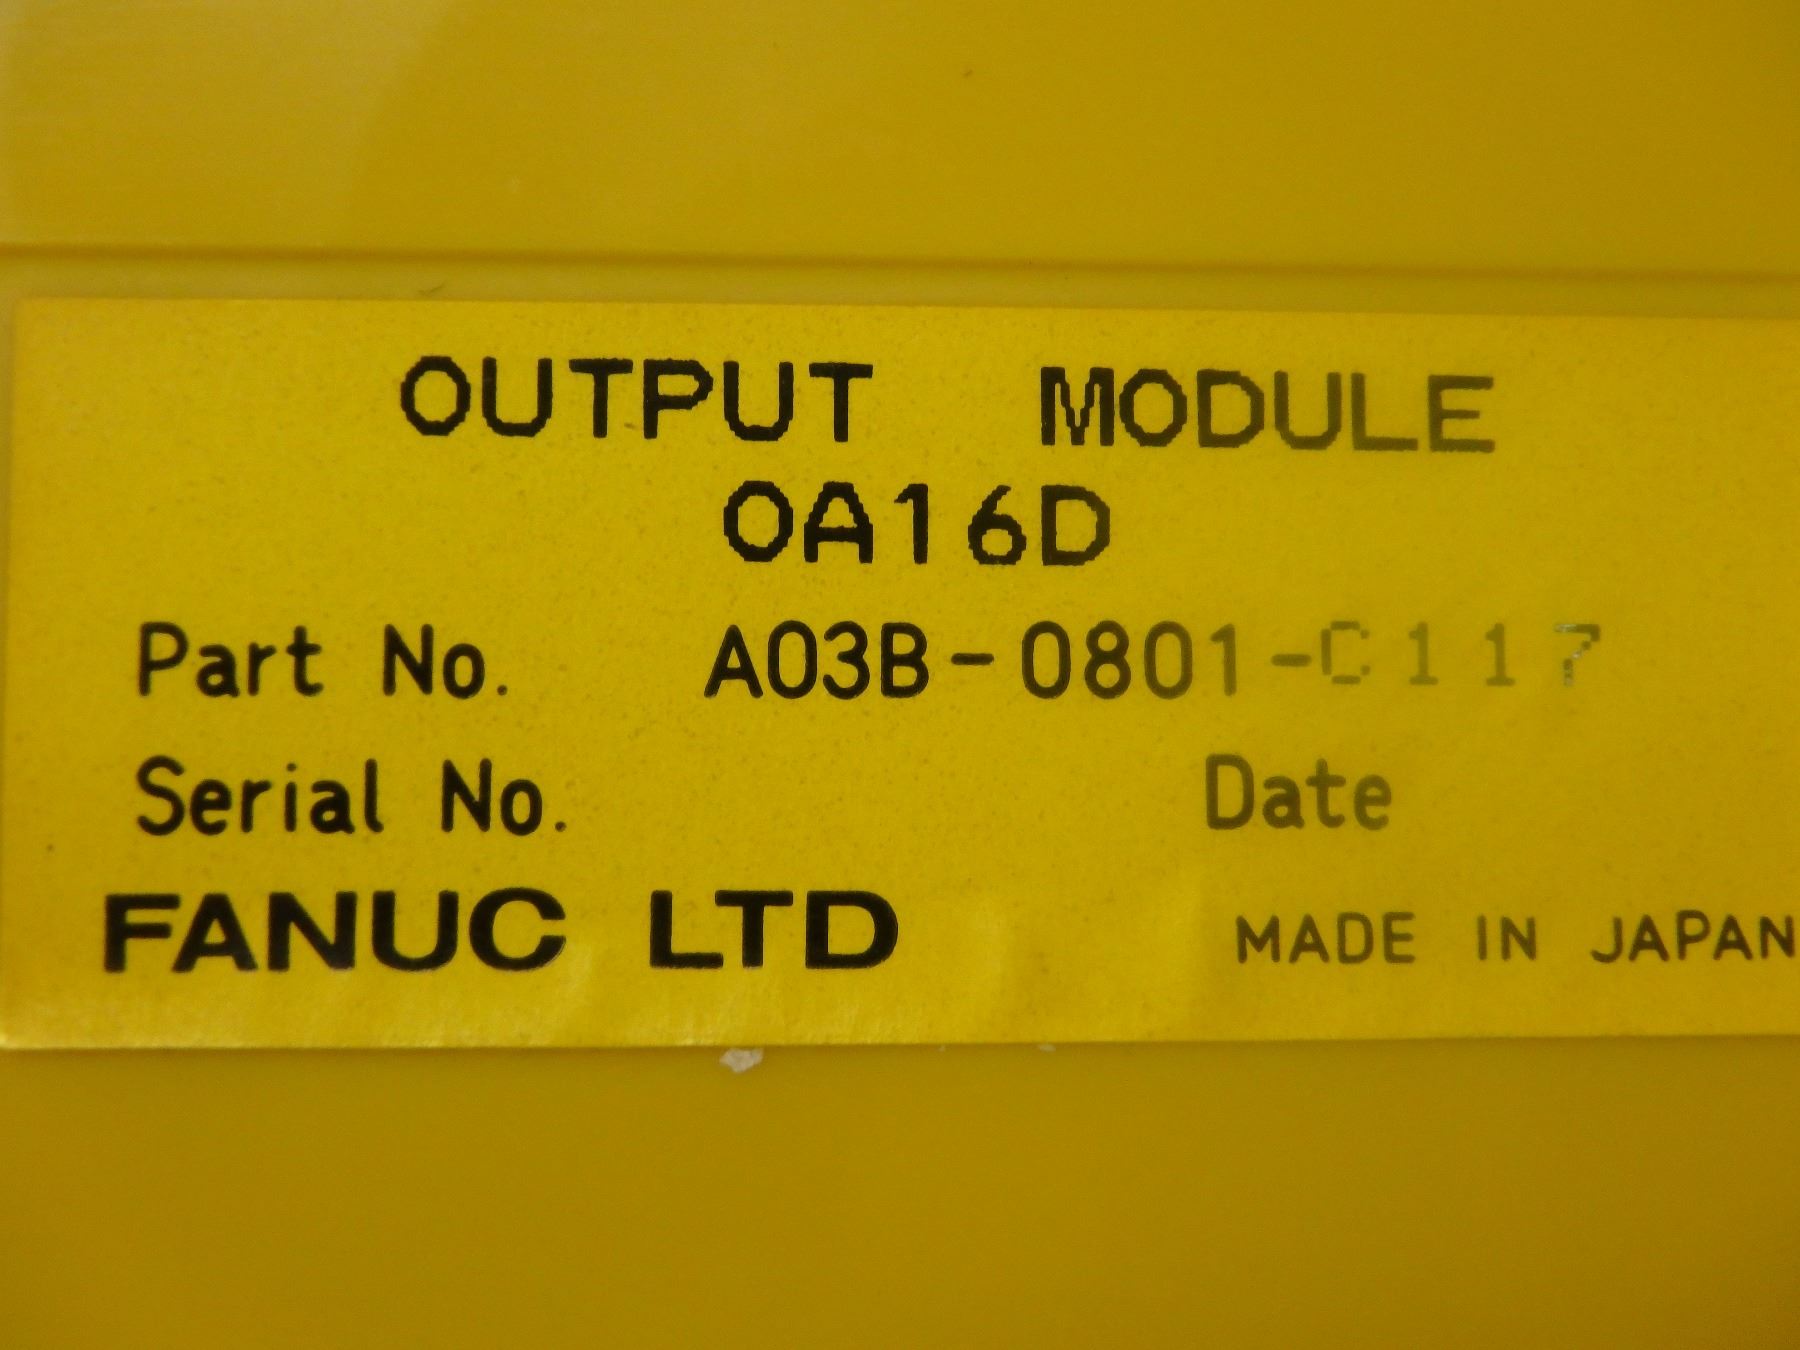 OUTPUT MODULE
OA16D
Part No. A03B-0801-C117
Serial No. Date
FANUC LTD MADE IN JAPAN